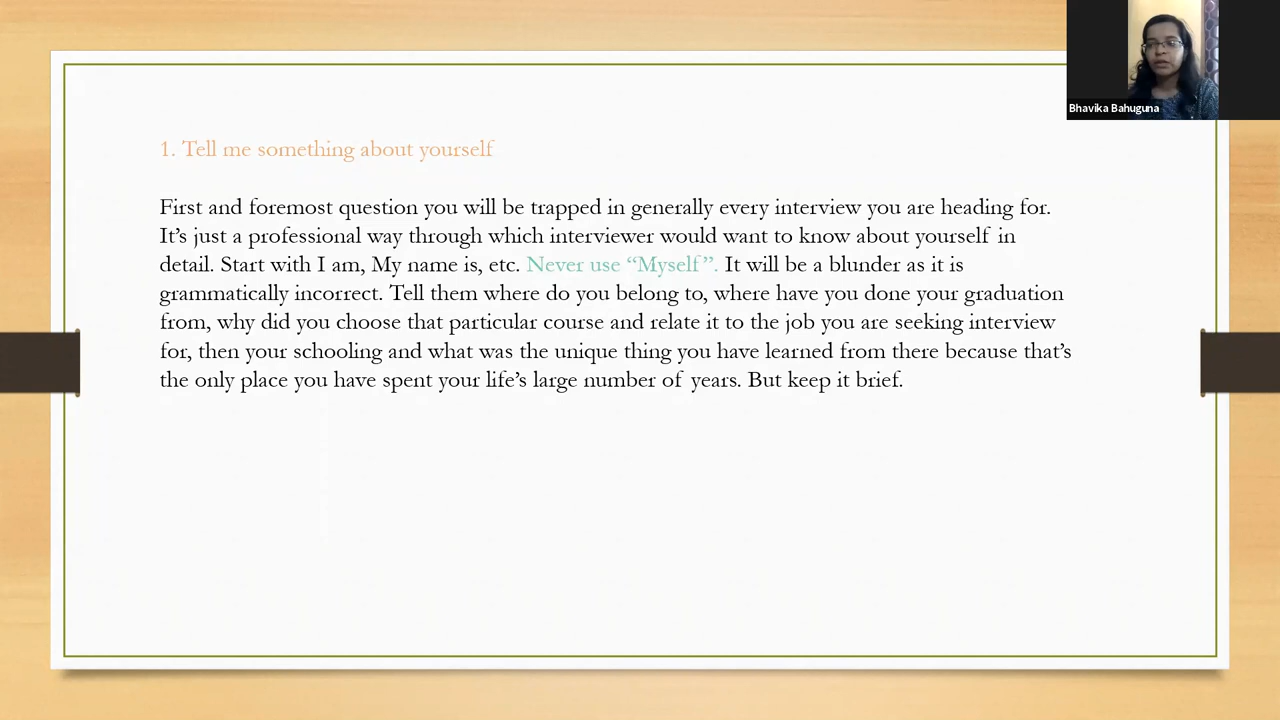 Bhavika Bahuguna
1. Tell me something about yourself
First and foremost question you will be trapped in generally every interview you are heading for.
It’s just a professional way through which interviewer would want to know about yourself in
detail. Start with I am, My name is, etc. Never use “Myself”. It will be a blunder as it is
grammatically incorrect. Tell them where do you belong to, where have you done your graduation
from, why did you choose that particular course and relate it to the job you are seeking interview
for, then your schooling and what was the unique thing you have learned from there because that’s
the only place you have spent your life’s large number of years. But keep it brief.